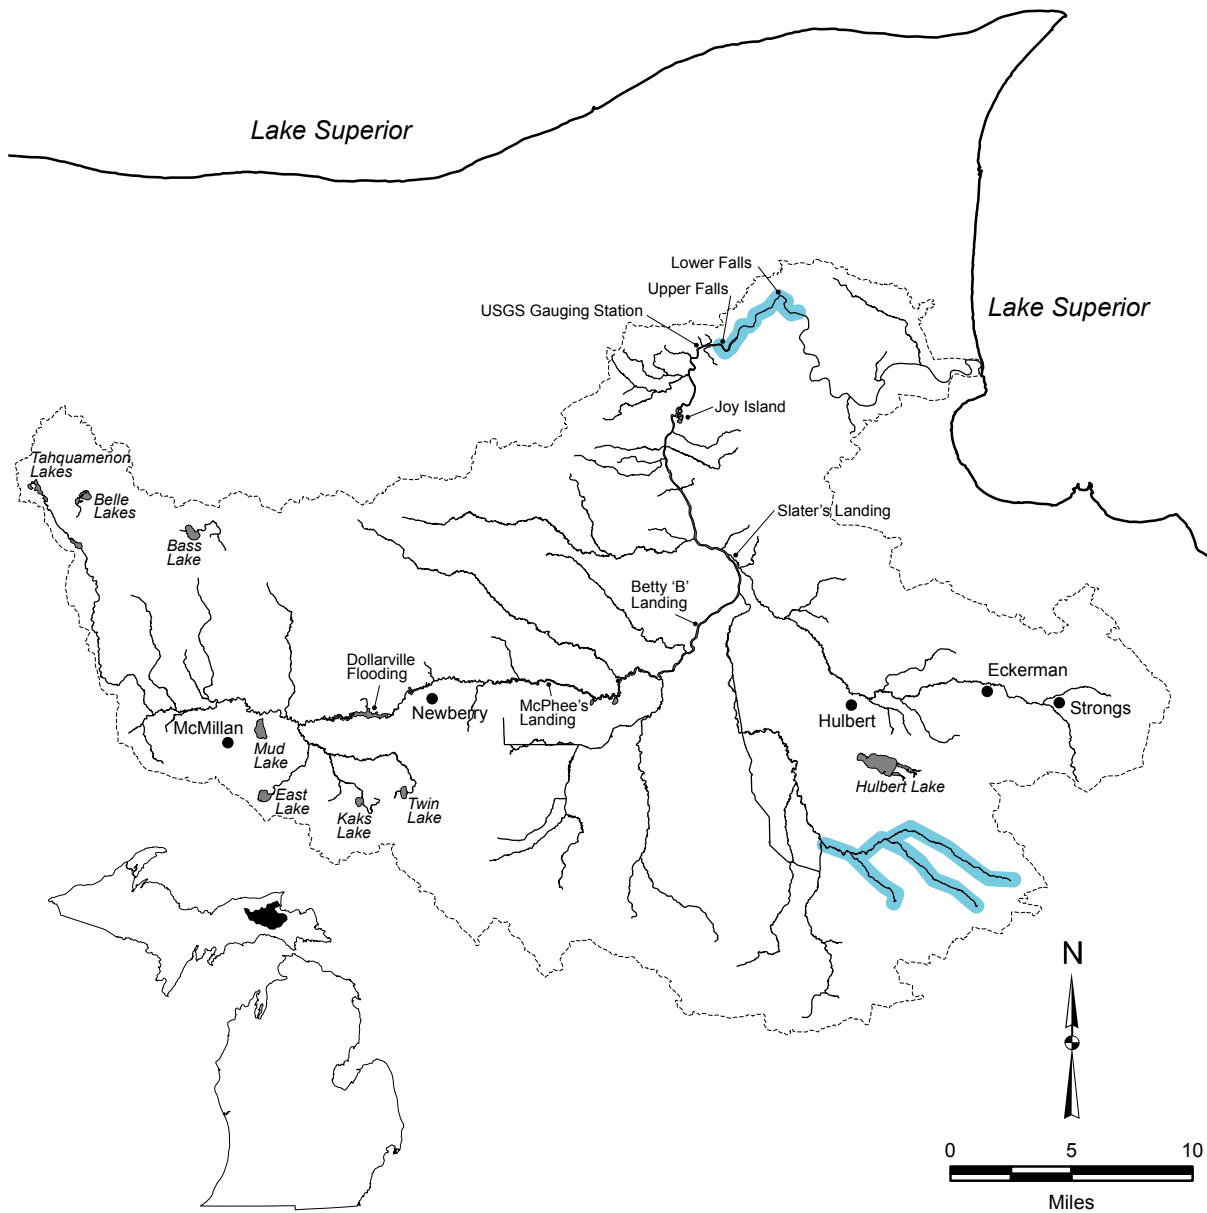 Lake Superior
Lower Falls
Upper Falls
USGS Gauging Station
Lake Superior
Joy Island
Tahquamenon
Lakes
Belle
Lakes
Bass
Lake
Slater's Landing
Betty 'B'
Landing
Dollarville
Flooding
Newberry
McPhee's
Landing
McMillan
Mud
Lake
East
Lake
Kaks
Lake
Twin
Lake
Eckerman
Strongs
Hulbert
Hulbert Lake
N
0 5 10
Miles